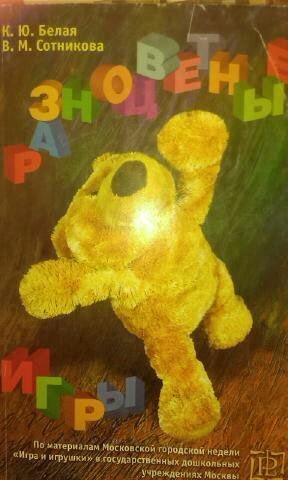 К. Ю. Белая
В. М. Сотникова
РАЗНОЦВЕТНЫЕ
ИГРЫ
По материалам Московской городской недели
«Игра и игрушки» в государственных дошкольных
учреждениях Москвы